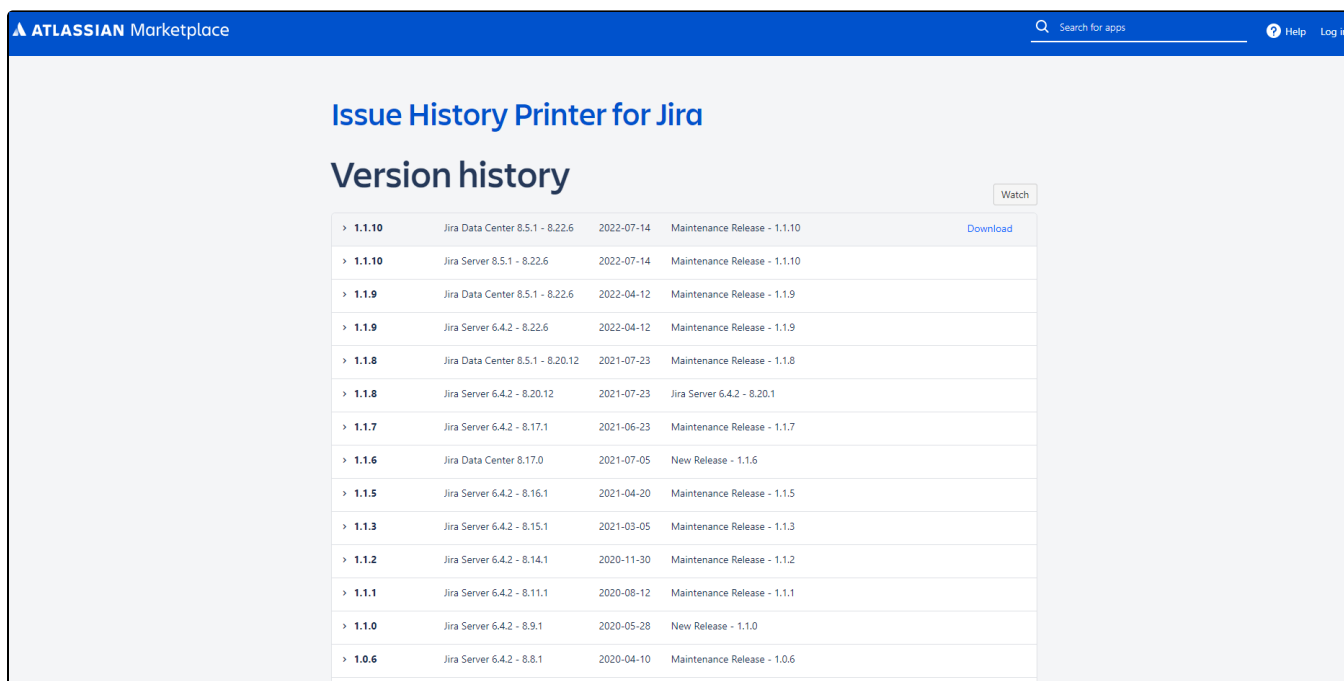 ATLASSIAN Marketplace Search for apps Help Log in
Issue History Printer for Jira
Version history
Watch
1.1.10 Jira Data Center 8.5.1 - 8.22.6 2022-07-14 Maintenance Release - 1.1.10 Download
1.1.10 Jira Server 8.5.1 - 8.22.6 2022-07-14 Maintenance Release - 1.1.10
1.1.9 Jira Data Center 8.5.1 - 8.22.6 2022-04-12 Maintenance Release - 1.1.9
1.1.9 Jira Server 6.4.2 - 8.22.6 2022-04-12 Maintenance Release - 1.1.9
1.1.8 Jira Data Center 8.5.1 - 8.20.12 2021-07-23 Maintenance Release - 1.1.8
1.1.8 Jira Server 6.4.2 - 8.20.12 2021-07-23 Jira Server 6.4.2 - 8.20.1
1.1.7 Jira Server 6.4.2 - 8.17.1 2021-06-23 Maintenance Release - 1.1.7
1.1.6 Jira Data Center 8.17.0 2021-07-05 New Release - 1.1.6
1.1.5 Jira Server 6.4.2 - 8.16.1 2021-04-20 Maintenance Release - 1.1.5
1.1.3 Jira Server 6.4.2 - 8.15.1 2021-03-05 Maintenance Release - 1.1.3
1.1.2 Jira Server 6.4.2 - 8.14.1 2020-11-30 Maintenance Release - 1.1.2
1.1.1 Jira Server 6.4.2 - 8.11.1 2020-08-12 Maintenance Release - 1.1.1
1.1.0 Jira Server 6.4.2 - 8.9.1 2020-05-28 New Release - 1.1.0
1.0.6 Jira Server 6.4.2 - 8.8.1 2020-04-10 Maintenance Release - 1.0.6